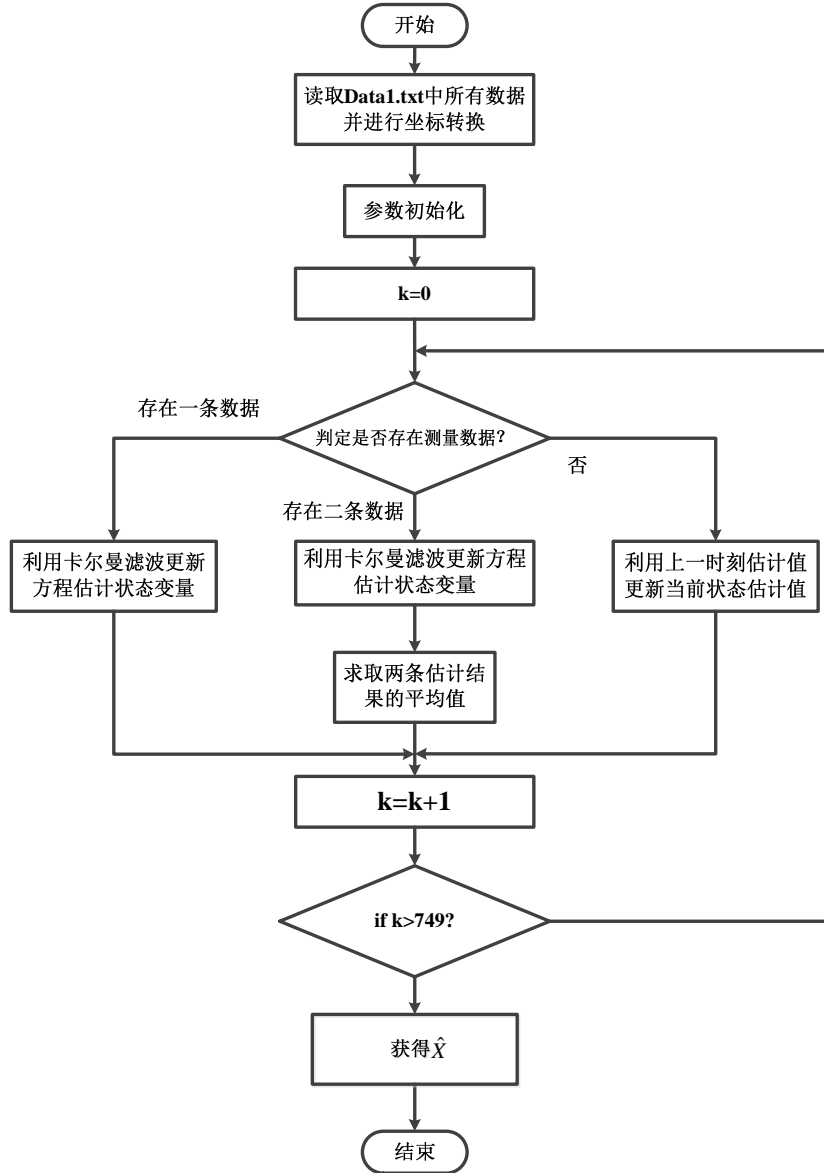 开始
读取Data1.txt中所有数据
并进行坐标转换
参数初始化
k=0
存在一条数据
判定是否存在测量数据?
否
存在二条数据
利用卡尔曼滤波更新
方程估计状态变量
利用卡尔曼滤波更新方程
估计状态变量
利用上一时刻估计值
更新当前状态估计值
求取两条估计结
果的平均值
k=k+1
if k>749?
获得X̂
结束